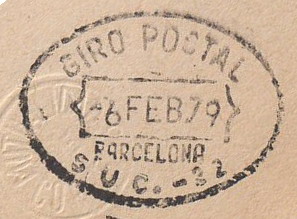 GIRO POSTAL
-6 FEB 79
BARCELONA
SUC.-32